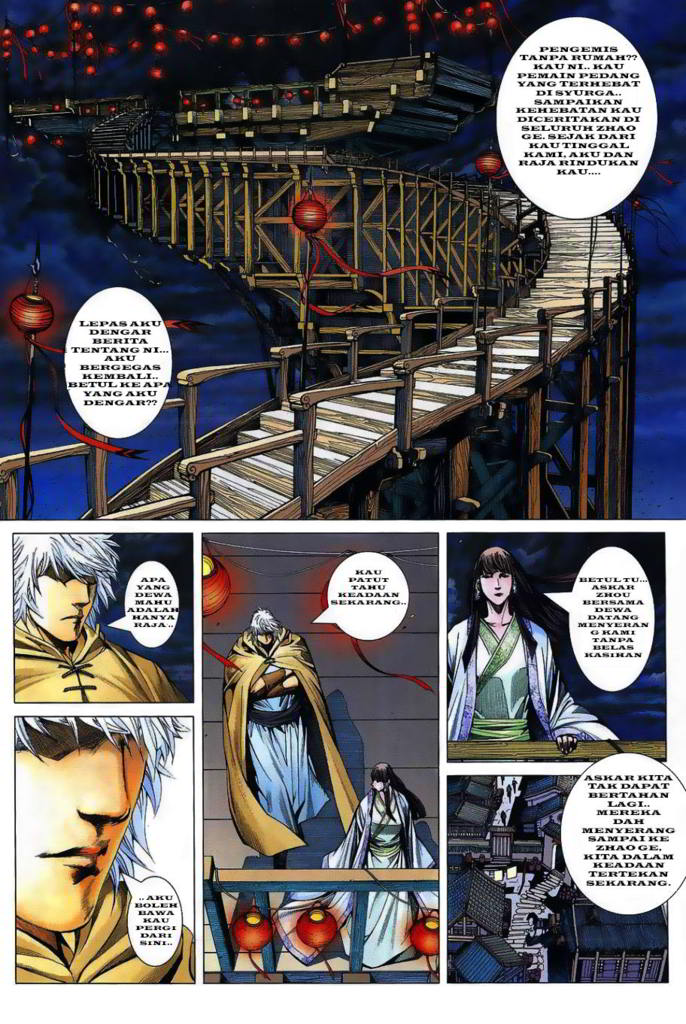 PENGEMIS
TANPA RUMAH??
KAU NI.. KAU
PEMAIN PEDANG
YANG TERHEBAT
DI SYURGA..
SAMPAIKAN
KEHEBATAN KAU
DICERITAKAN DI
SELURUH ZHAO
GE. SEJAK DARI
KAU TINGGAL
KAMI, AKU DAN
RAJA RINDUKAN
KAU....
LEPAS AKU
DENGAR
BERITA
TENTANG NI...
AKU
BERGEGAS
KEMBALI..
BETUL KE APA
YANG AKU
DENGAR??
BETUL TU...
ASKAR
ZHOU
BERSAMA
DEWA
DATANG
MENYERAN
G KAMI
TANPA
BELAS
KASIHAN
ASKAR KITA
TAK DAPAT
BERTAHAN
LAGI..
MEREKA
DAH
MENYERANG
SAMPAI KE
ZHAO GE,
KITA DALAM
KEADAAN
TERTEKAN
SEKARANG.
KAU
PATUT
TAHU
KEADAAN
SEKARANG..
APA
YANG
DEWA
MAHU
ADALAH
HANYA
RAJA..
.. AKU
BOLEH
BAWA
KAU
PERGI
DARI
SINI..